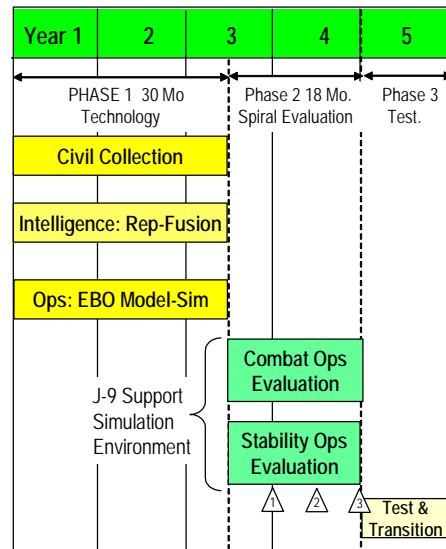 Year 1 2 3 4 5
PHASE 1 30 Mo
Technology
Phase 2 18 Mo.
Spiral Evaluation
Phase 3
Test.
Civil Collection
Intelligence: Rep-Fusion
Ops: EBO Model-Sim
J-9 Support
Simulation
Environment
Combat Ops
Evaluation
Stability Ops
Evaluation
1 2 3
Test &
Transition